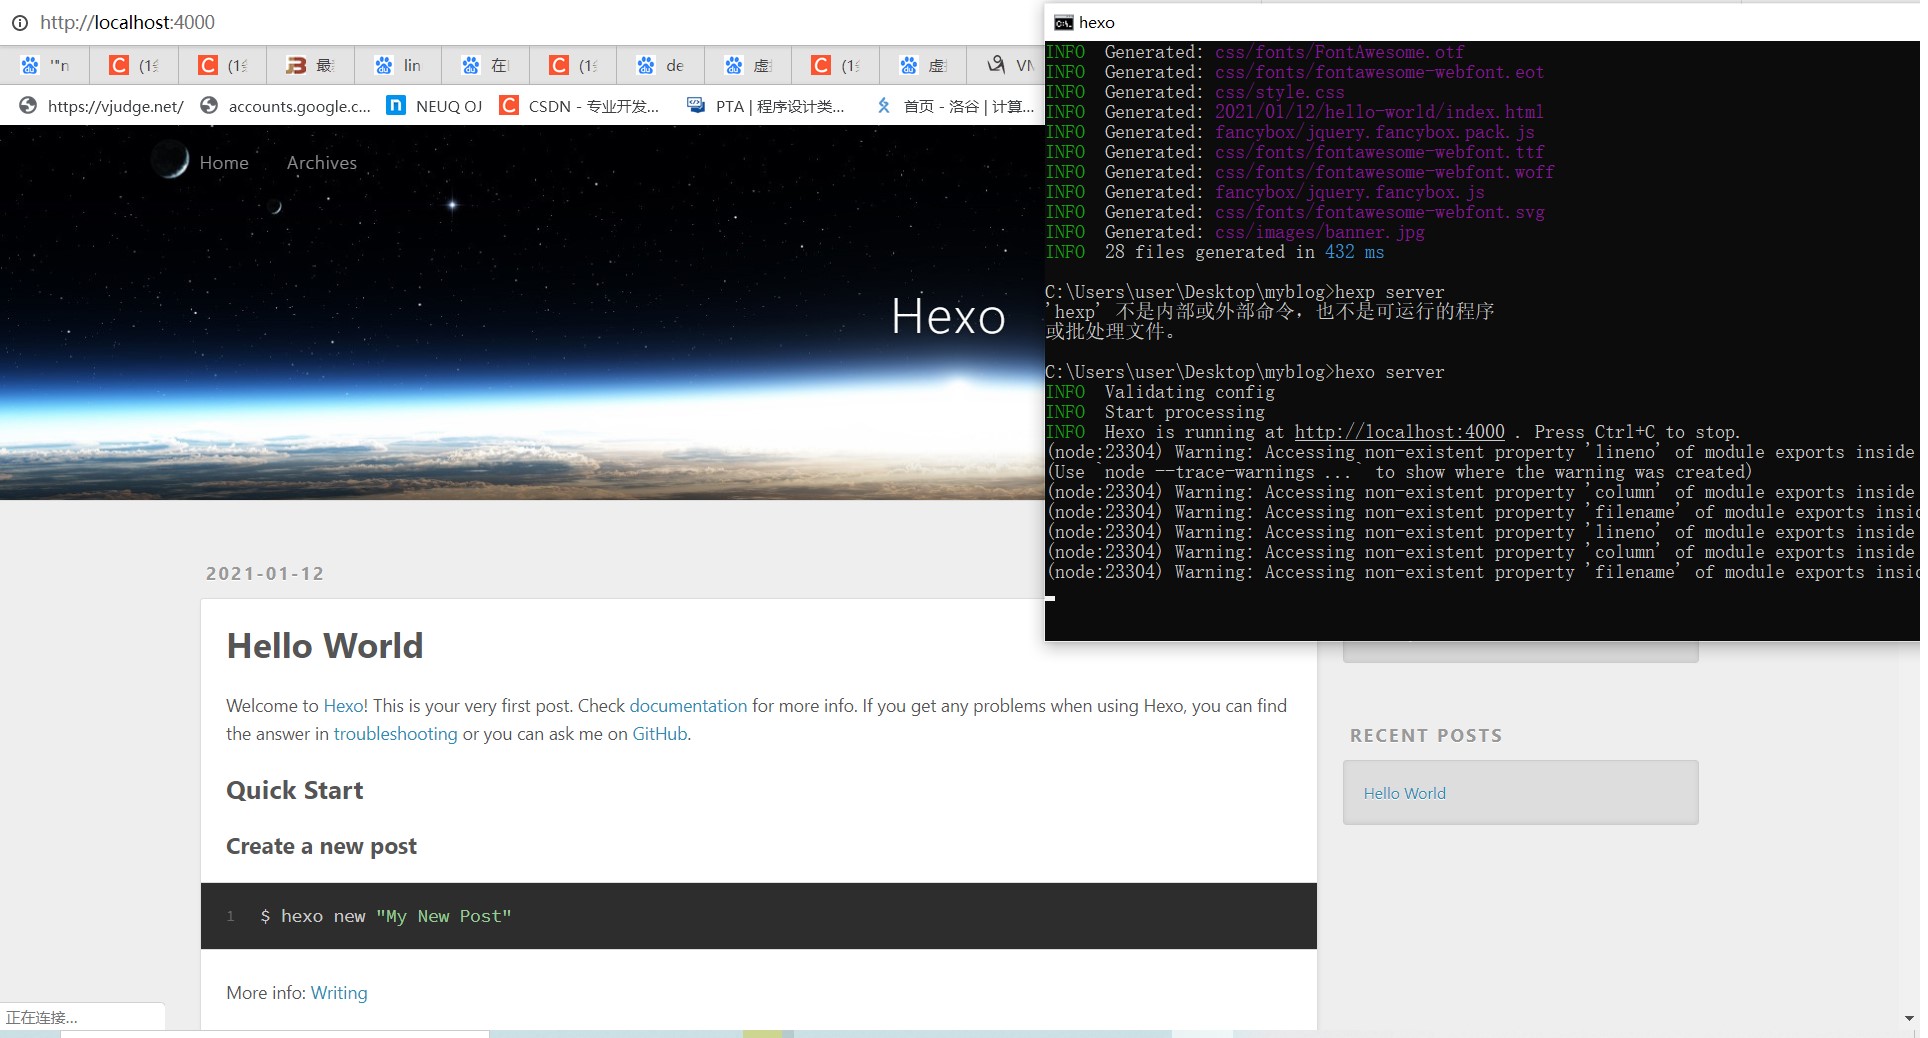 http://localhost:4000
'"n
(1条
(1条
最
lin
在
(1条
de
虚
(1条
虚
VM
https://vjudge.net/
accounts.google.c...
NEUQ OJ
CSDN - 专业开发...
PTA | 程序设计类...
首页 - 洛谷 | 计算...
Home
Archives
Hexo
2021-01-12
Hello World
Welcome to Hexo! This is your very first post. Check documentation for more info. If you get any problems when using Hexo, you can find
the answer in troubleshooting or you can ask me on GitHub.
Quick Start
Create a new post
1 $ hexo new "My New Post"
More info: Writing
正在连接...
RECENT POSTS
Hello World
hexo
INFO Generated: css/fonts/FontAwesome.otf
INFO Generated: css/fonts/fontawesome-webfont.eot
INFO Generated: css/style.css
INFO Generated: 2021/01/12/hello-world/index.html
INFO Generated: fancybox/jquery.fancybox.pack.js
INFO Generated: css/fonts/fontawesome-webfont.ttf
INFO Generated: css/fonts/fontawesome-webfont.woff
INFO Generated: fancybox/jquery.fancybox.js
INFO Generated: css/fonts/fontawesome-webfont.svg
INFO Generated: css/images/banner.jpg
INFO 28 files generated in 432 ms
C:\Users\user\Desktop\myblog>hexp server
'hexp' 不是内部或外部命令，也不是可运行的程序
或批处理文件。
C:\Users\user\Desktop\myblog>hexo server
INFO Validating config
INFO Start processing
INFO Hexo is running at http://localhost:4000 . Press Ctrl+C to stop.
(node:23304) Warning: Accessing non-existent property 'lineno' of module exports inside
(Use `node --trace-warnings ...` to show where the warning was created)
(node:23304) Warning: Accessing non-existent property 'column' of module exports inside
(node:23304) Warning: Accessing non-existent property 'filename' of module exports insid
(node:23304) Warning: Accessing non-existent property 'lineno' of module exports inside
(node:23304) Warning: Accessing non-existent property 'column' of module exports inside
(node:23304) Warning: Accessing non-existent property 'filename' of module exports insid